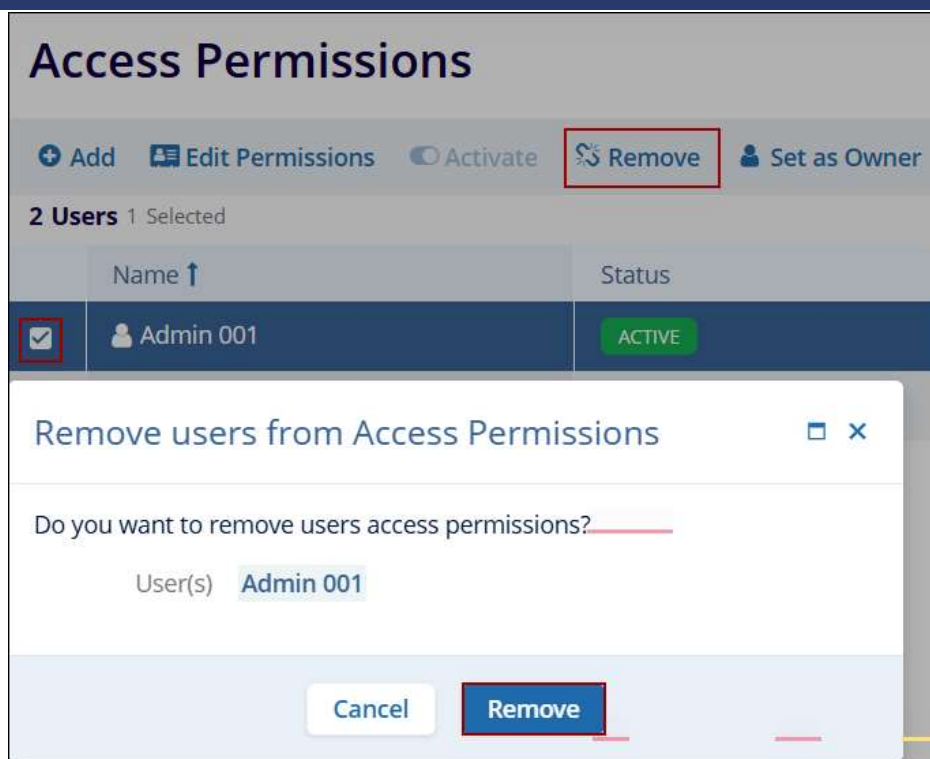 Access Permissions
Add Edit Permissions Activate Remove Set as Owner
2 Users 1 Selected
Name Status
Admin 001 ACTIVE
Remove users from Access Permissions
Do you want to remove users access permissions?
User(s) Admin 001
Cancel Remove